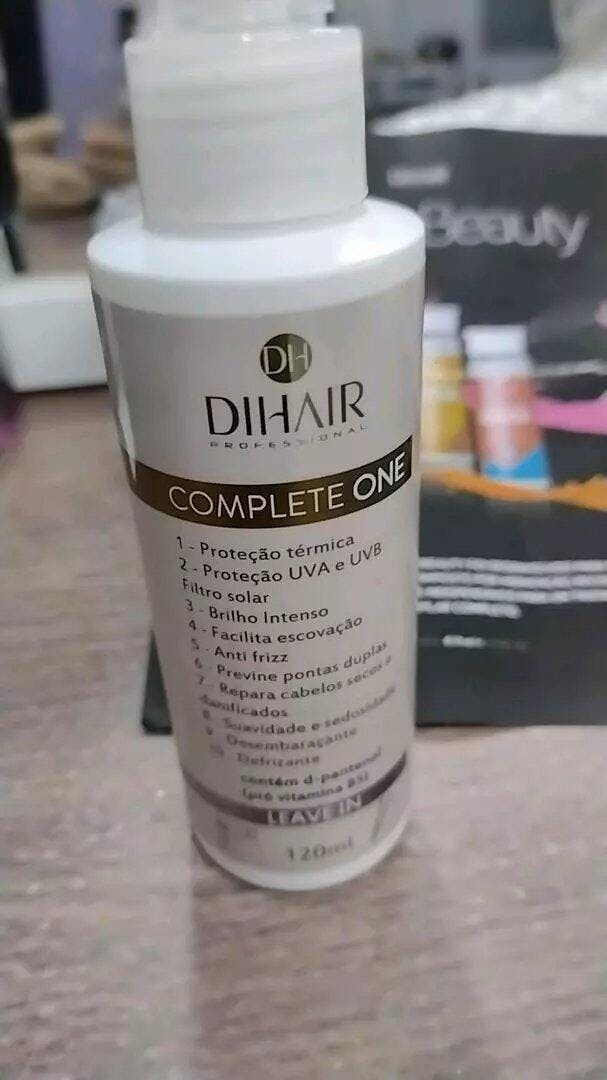 Beauty
DH
DIHAIR
PROFESSIONAL
COMPLETE ONE
1 - Proteção térmica
2 - Proteção UVA e UVB
Filtro solar
3 - Brilho Intenso
4 - Facilita escovação
5 - Anti frizz
6 - Previne pontas duplas
7 - Repara cabelos secos e
danificados
8 - Suavidade e sedosidade
9 - Desembaraçante
10 - Defrizante
contém d-pantenol
(pró vitamina B5)
LEAVE IN
120ml